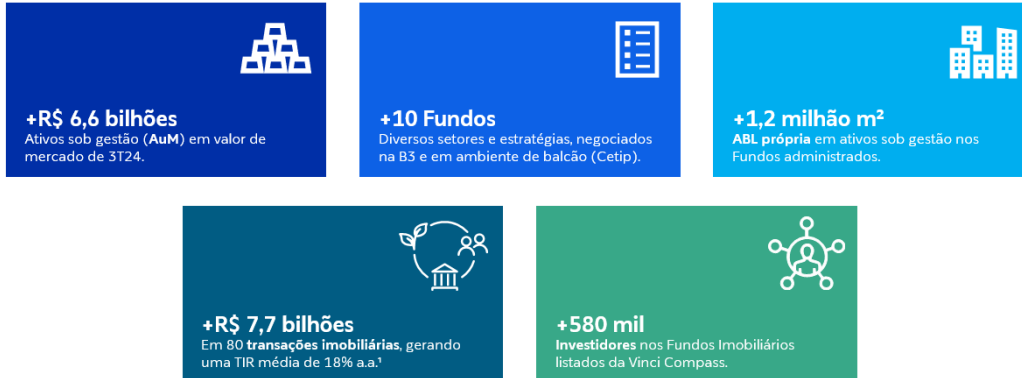 +R$ 6,6 bilhões
Ativos sob gestão (AuM) em valor de
mercado de 3T24.
+10 Fundos
Diversos setores e estratégias, negociados
na B3 e em ambiente de balcão (Cetip).
+1,2 milhão m²
ABL própria em ativos sob gestão nos
Fundos administrados.
+R$ 7,7 bilhões
Em 80 transações imobiliárias, gerando
uma TIR média de 18% a.a.¹
+580 mil
Investidores nos Fundos Imobiliários
listados da Vinci Compass.